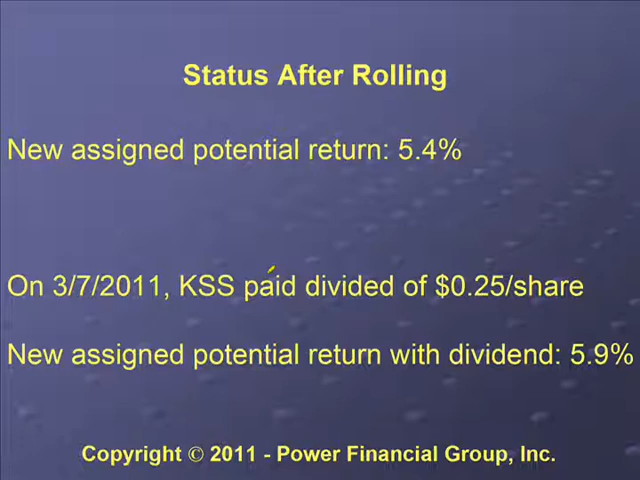 Status After Rolling
New assigned potential return: 5.4%
On 3/7/2011, KSS paid divided of $0.25/share
New assigned potential return with dividend: 5.9%
Copyright © 2011 - Power Financial Group, Inc.